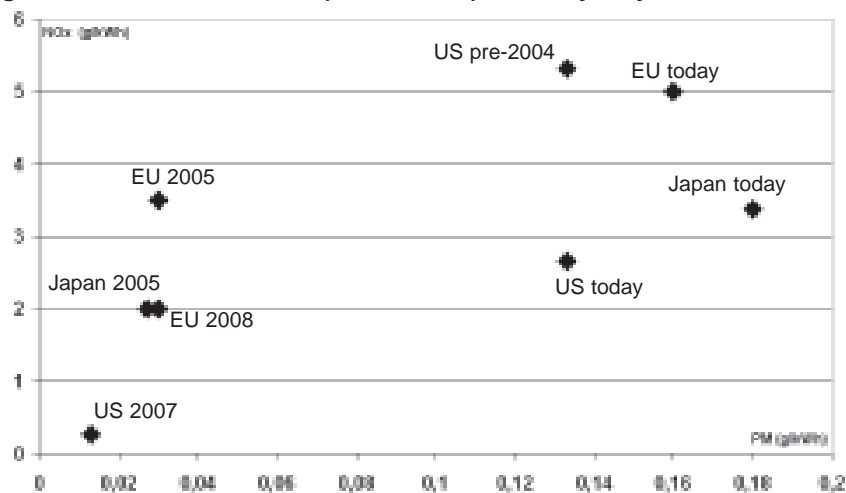 6
NOx (g/kWh)
US pre-2004
EU today
5
4
EU 2005
Japan today
3
Japan 2005
US today
2
EU 2008
1
US 2007
PM (g/kWh)
0
0 0,02 0,04 0,06 0,08 0,1 0,12 0,14 0,16 0,18 0,2